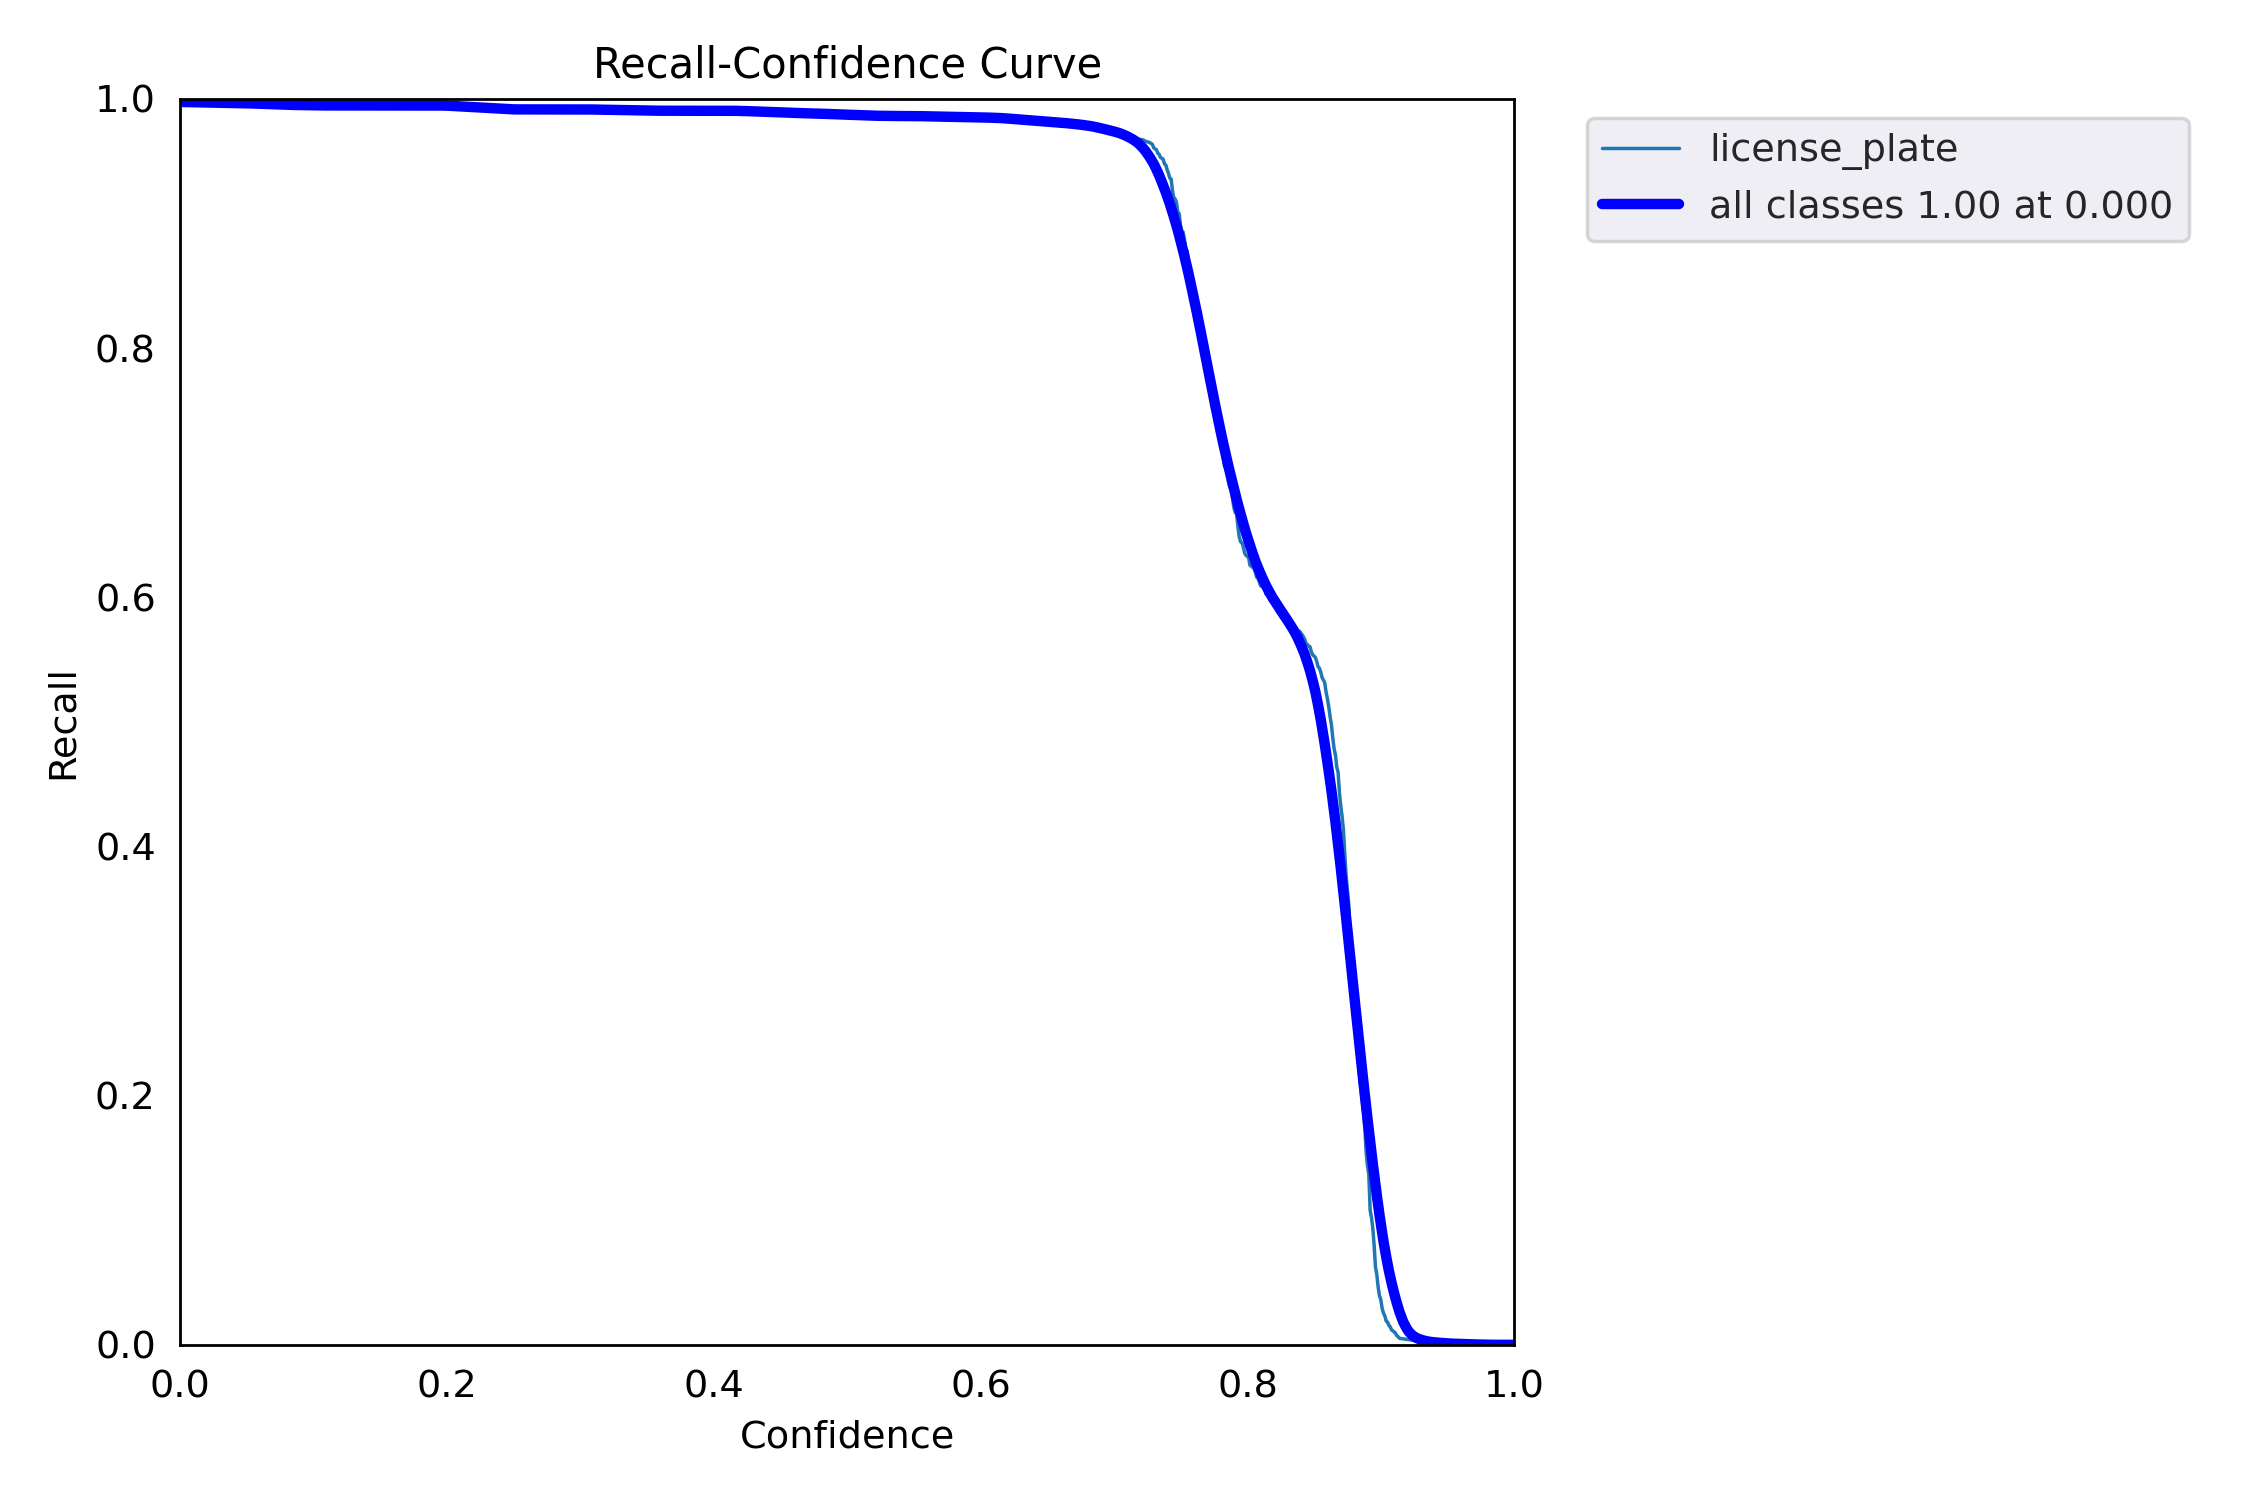 Recall-Confidence Curve
1.0
0.8
0.6
0.4
0.2
0.0
Recall
0.0 0.2 0.4 0.6 0.8 1.0
Confidence
license_plate
all classes 1.00 at 0.000